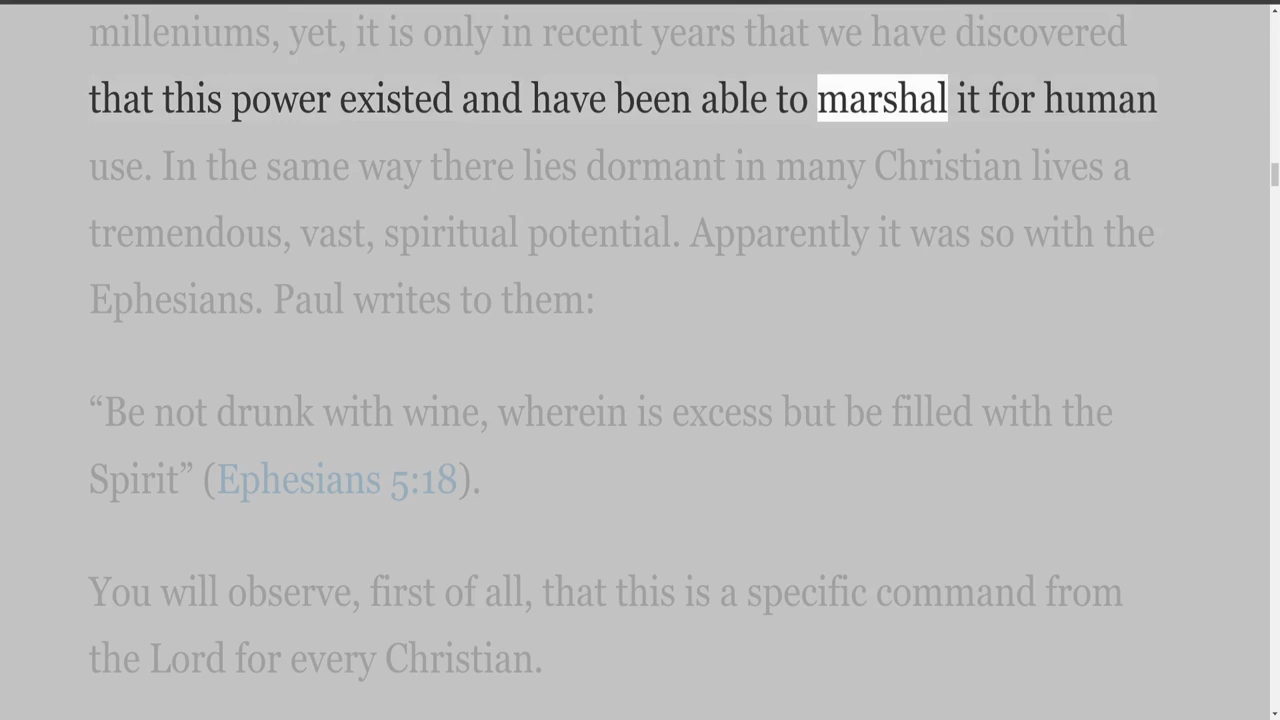 milleniums, yet, it is only in recent years that we have discovered
that this power existed and have been able to marshal it for human
use. In the same way there lies dormant in many Christian lives a
tremendous, vast, spiritual potential. Apparently it was so with the
Ephesians. Paul writes to them:
“Be not drunk with wine, wherein is excess but be filled with the
Spirit” (Ephesians 5:18).
You will observe, first of all, that this is a specific command from
the Lord for every Christian.